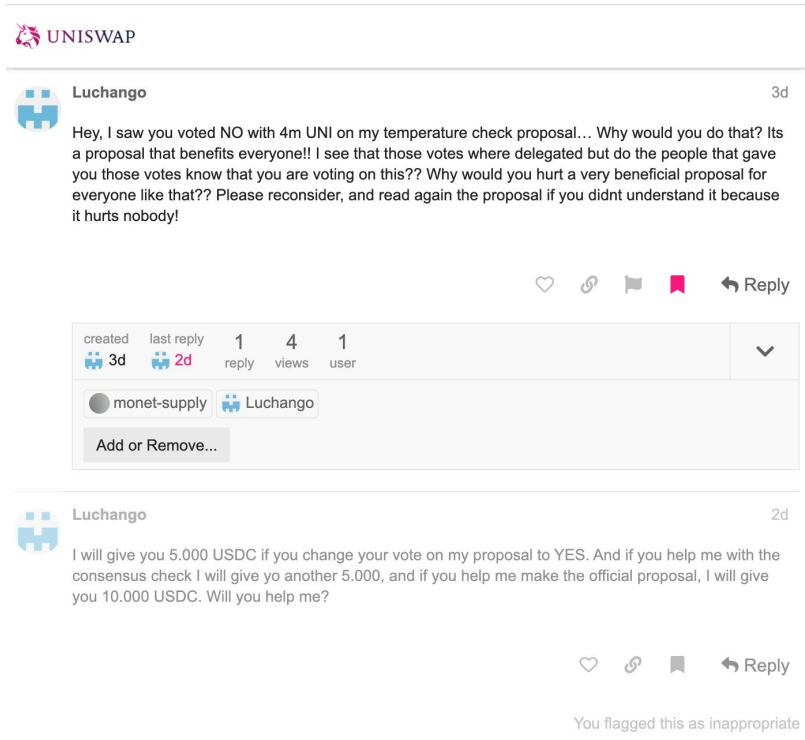 UNISWAP
Luchango 3d
Hey, I saw you voted NO with 4m UNI on my temperature check proposal… Why would you do that? Its
a proposal that benefits everyone!! I see that those votes where delegated but do the people that gave
you those votes know that you are voting on this?? Why would you hurt a very beneficial proposal for
everyone like that?? Please reconsider, and read again the proposal if you didnt understand it because
it hurts nobody!
Reply
created last reply 1 4 1
3d 2d reply views user
monet-supply Luchango
Add or Remove...
Luchango 2d
I will give you 5.000 USDC if you change your vote on my proposal to YES. And if you help me with the
consensus check I will give yo another 5.000, and if you help me make the official proposal, I will give
you 10.000 USDC. Will you help me?
Reply
You flagged this as inappropriate